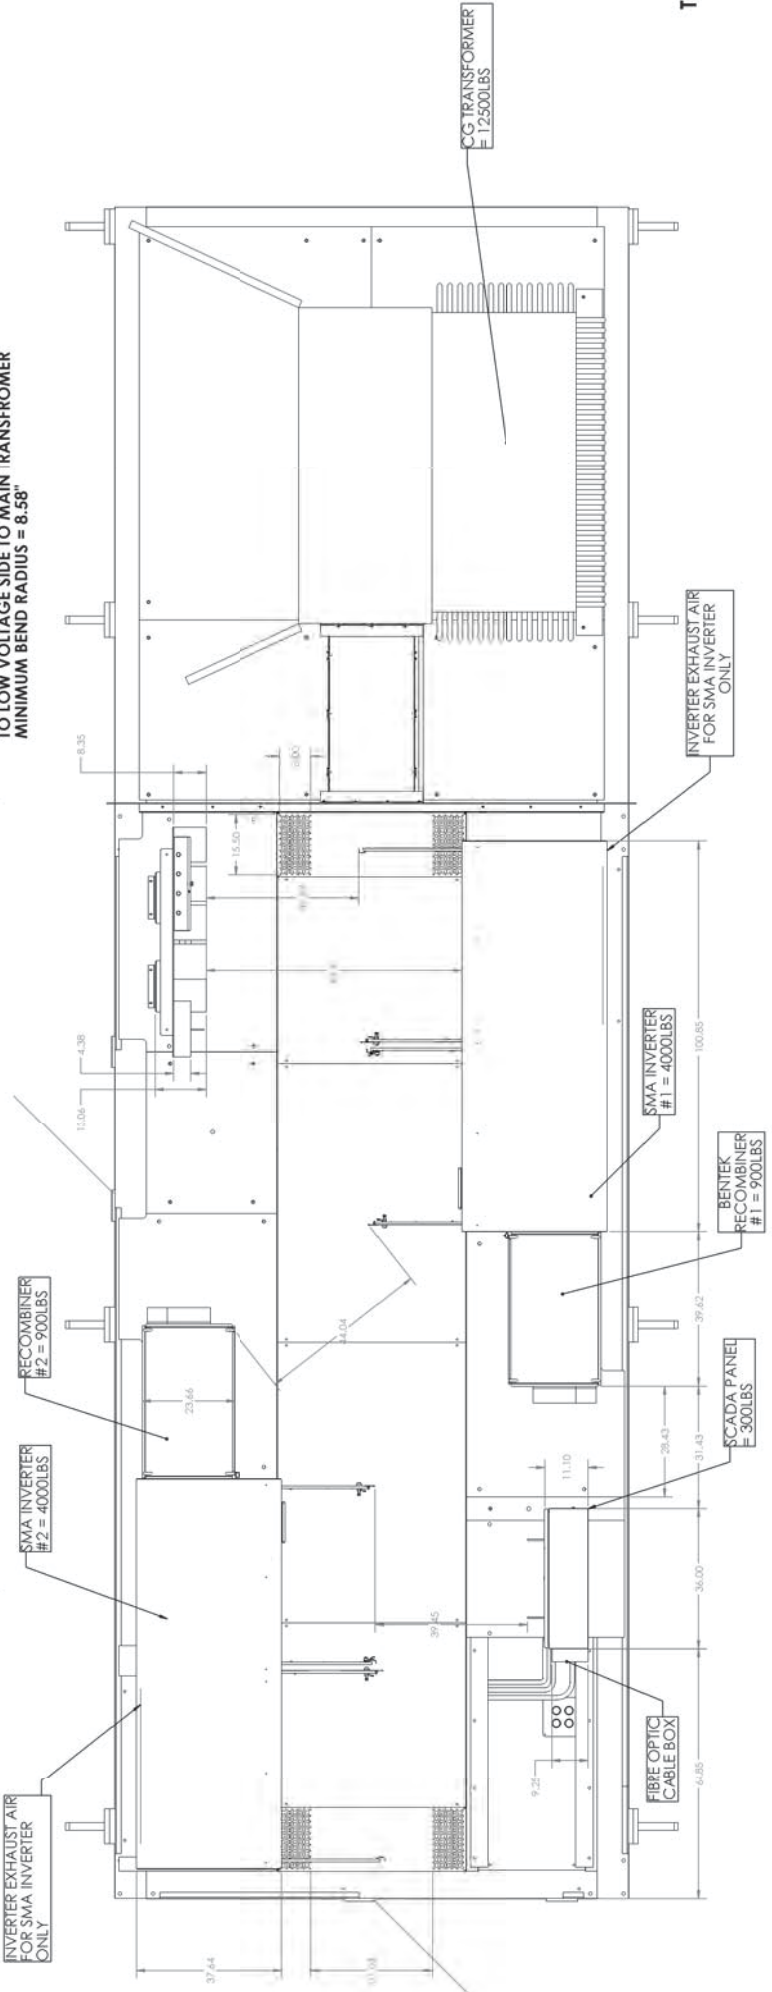 TO LOW VOLTAGE SIDE TO MAIN TRANSFROMER
MINIMUM BEND RADIUS = 8.58"
T
CG TRANSFORMER
= 12500LBS
INVERTER EXHAUST AIR
FOR SMA INVERTER
ONLY
SMA INVERTER
#2 = 4000LBS
RECOMBINER
#2 = 900LBS
INVERTER EXHAUST AIR
FOR SMA INVERTER
ONLY
SMA INVERTER
#1 = 4000LBS
BENTEK
RECOMBINER
#1 = 900LBS
SCADA PANEL
= 300LBS
FIBRE OPTIC
CABLE BOX
37.64
23.66
4.38
8.35
15.50
44.04
39.45
9.25
11.10
28.43
36.00
31.43
39.62
100.85